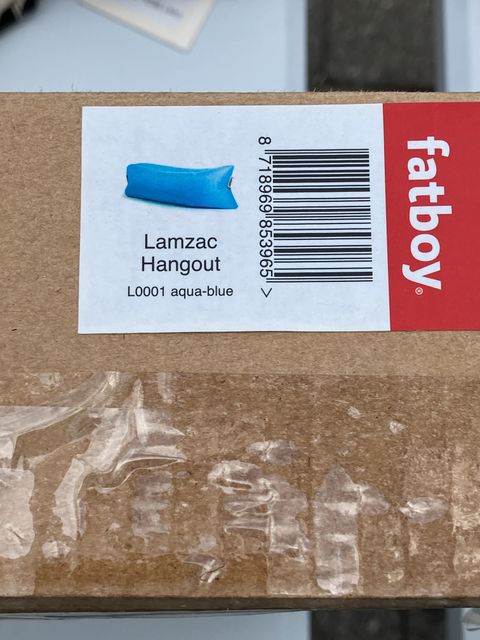 Lamzac
Hangout
L0001 aqua-blue
8 718969 853965 >
fatboy®